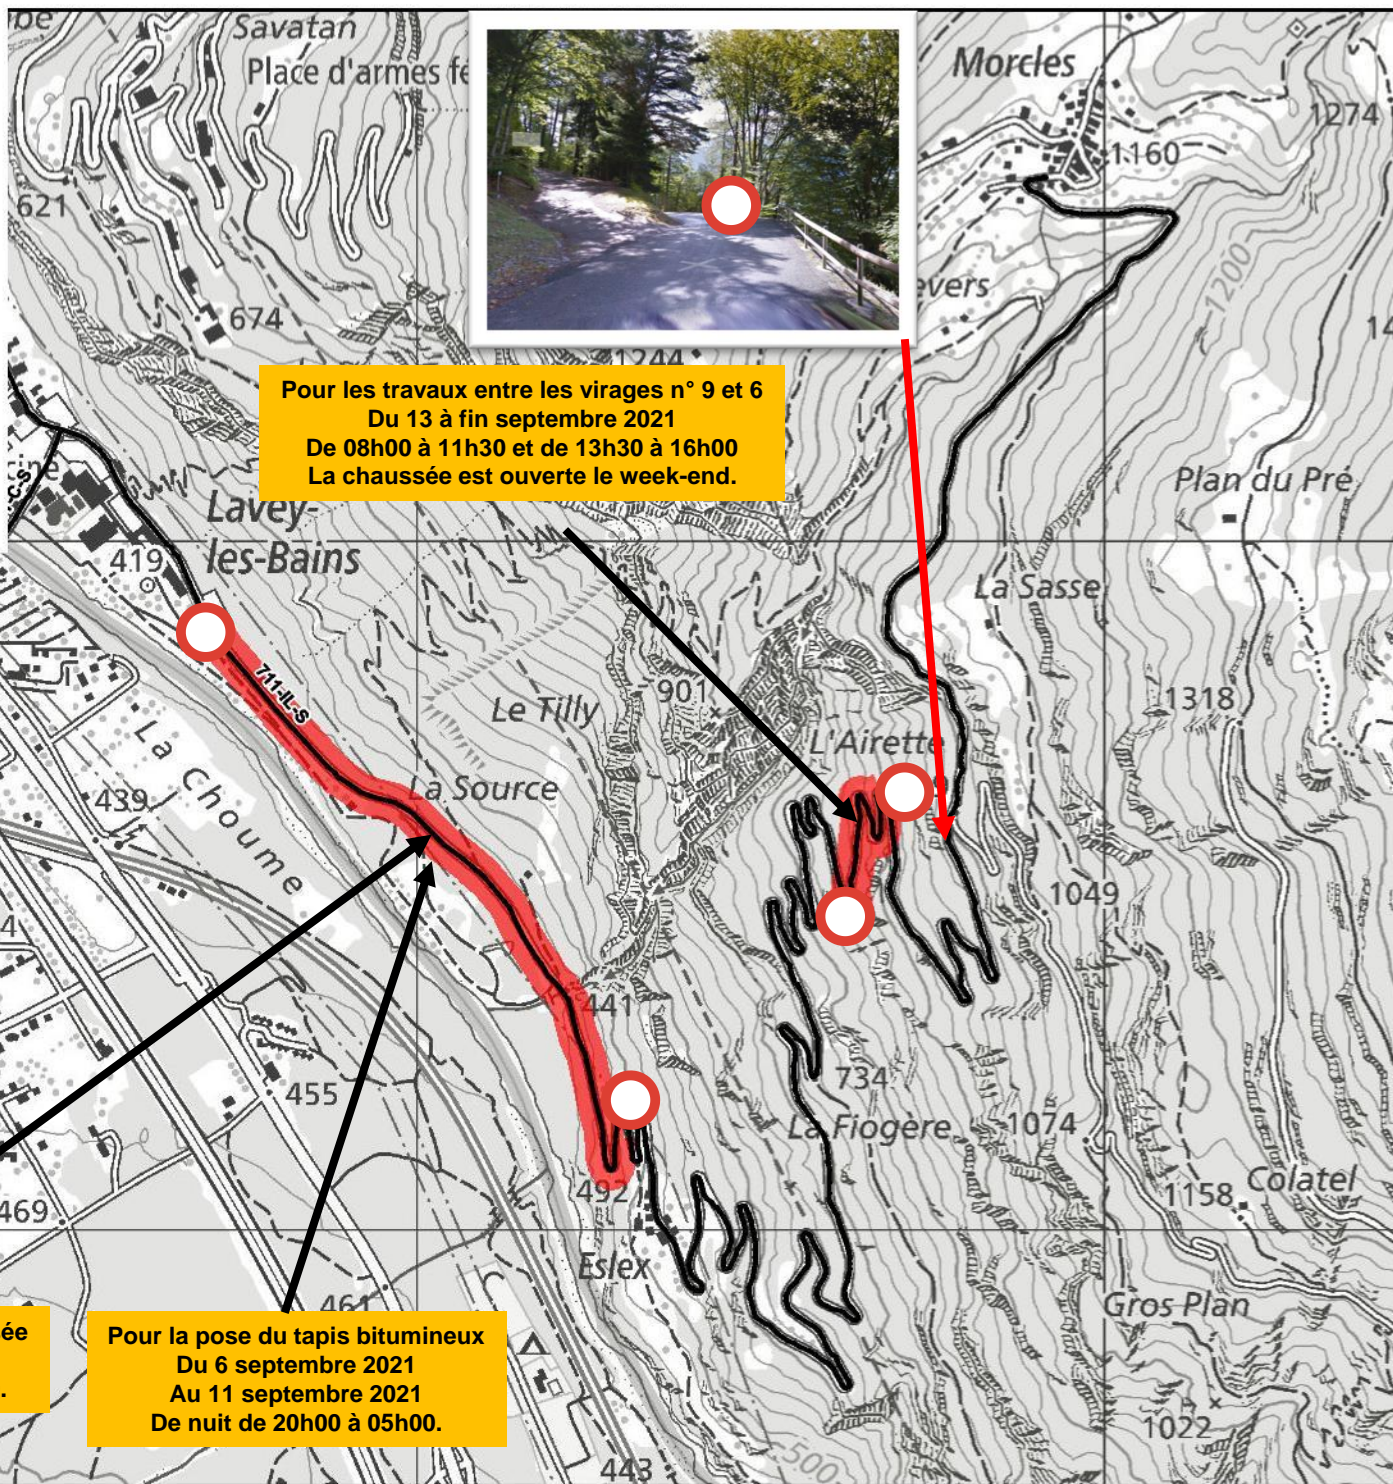 Savatan
Place d'armes
Morcles
1274
1160
621
674
1200
1244
Pour les travaux entre les virages n° 9 et 6
Du 13 à fin septembre 2021
De 08h00 à 11h30 et de 13h30 à 16h00
La chaussée est ouverte le week-end.
Plan du Pré
Lavey-
les-Bains
419
La Sasse
711-IL-S
Le Tilly
901
1318
L'Airette
La Source
La Choume
439
1049
441
734
455
La Fiogère
1074
492
1158
Colatel
469
Eslex
461
Gros Plan
Pour la pose du tapis bitumineux
Du 6 septembre 2021
Au 11 septembre 2021
De nuit de 20h00 à 05h00.
1022
500
443